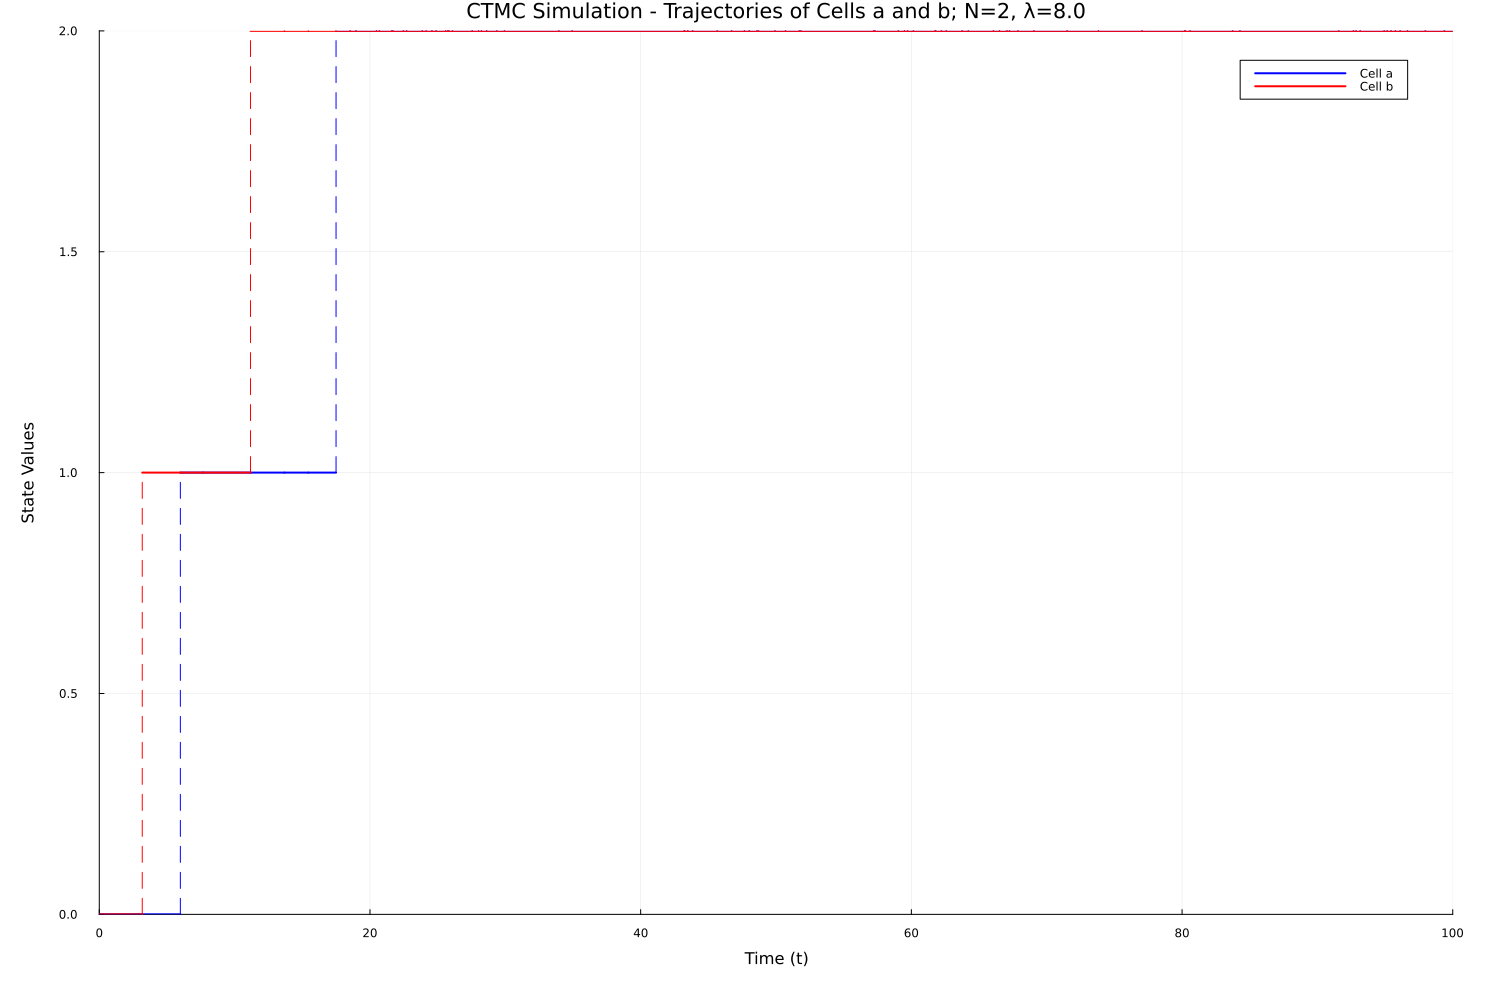 CTMC Simulation - Trajectories of Cells a and b; N=2, λ=8.0
2.0
Cell a
Cell b
1.5
1.0
State Values
0.5
0.0
0 20 40 60 80 100
Time (t)